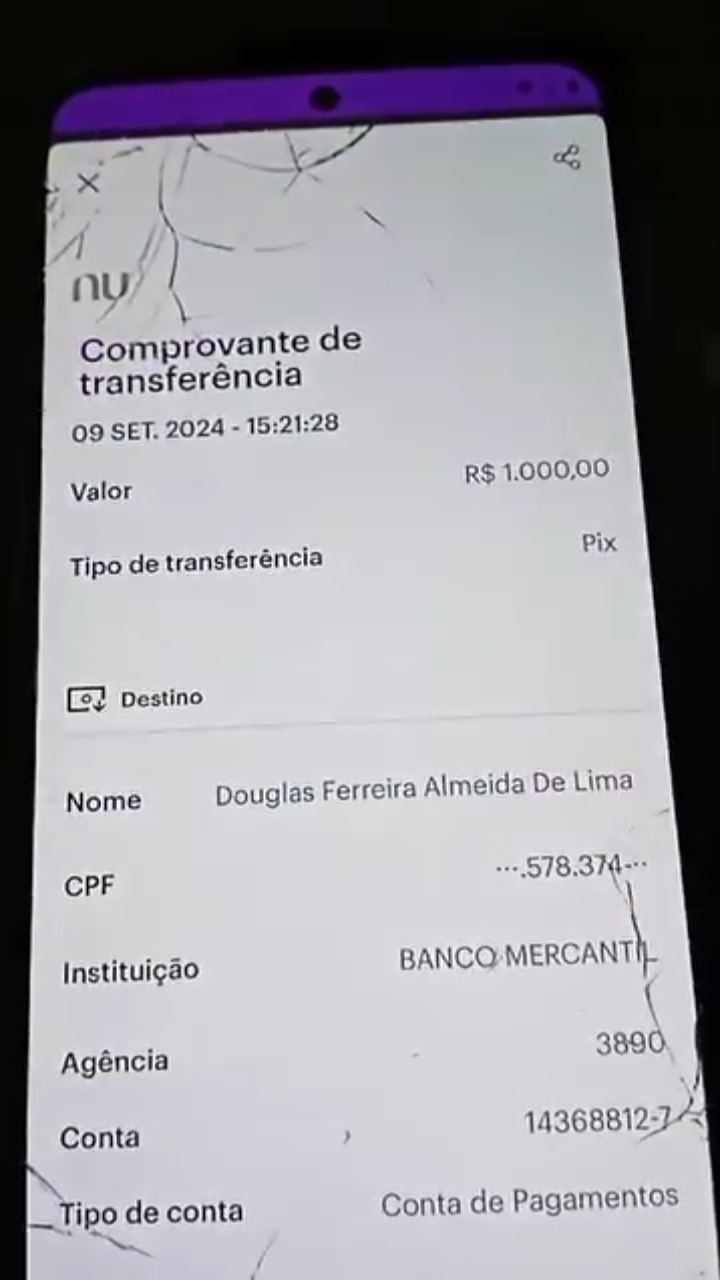 nu
Comprovante de
transferência
09 SET. 2024 - 15:21:28
Valor R$ 1.000,00
Tipo de transferência Pix
Destino
Nome Douglas Ferreira Almeida De Lima
CPF ···.578.374-··
Instituição BANCO MERCANTIL
Agência 3890
Conta 14368812-7
Tipo de conta Conta de Pagamentos